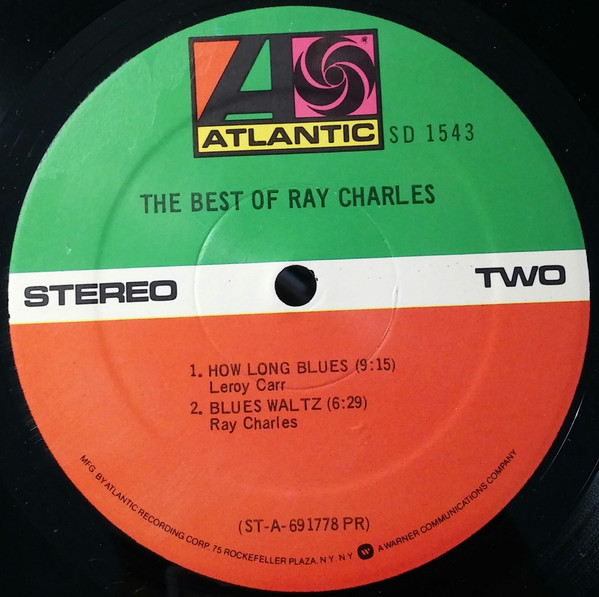 ATLANTIC SD 1543
THE BEST OF RAY CHARLES
STEREO TWO
1. HOW LONG BLUES (9:15)
Leroy Carr
2. BLUES WALTZ (6:29)
Ray Charles
(ST-A-691778 PR)
MFG. BY ATLANTIC RECORDING CORP. 75 ROCKEFELLER PLAZA, N.Y. N.Y. W A WARNER COMMUNICATIONS COMPANY